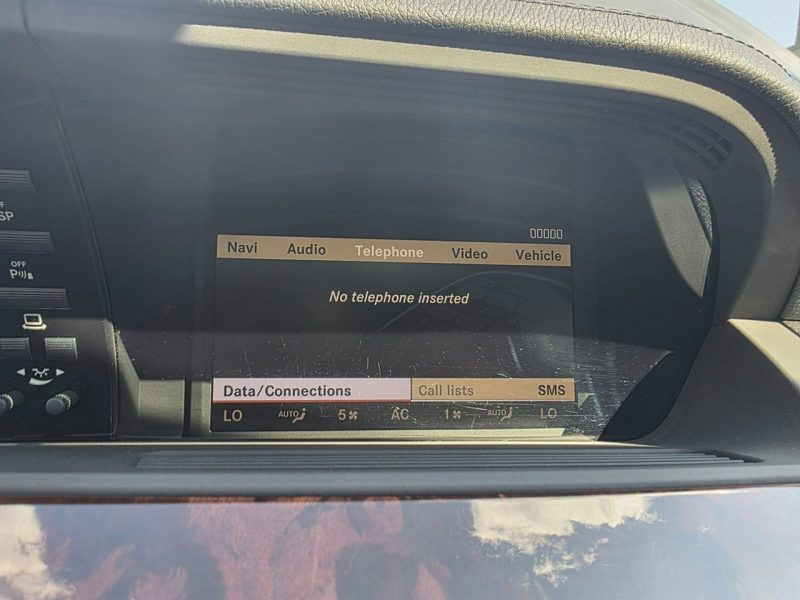 SP
OFF
P
Navi Audio Telephone Video Vehicle
No telephone inserted
Data/Connections Call lists SMS
LO AUTO 5 AC 1 AUTO LO